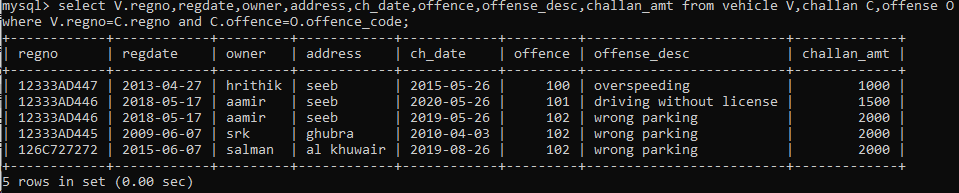 mysql> select V.regno,regdate,owner,address,ch_date,offence,offense_desc,challan_amt from vehicle V,challan C,offense O
where V.regno=C.regno and C.offence=O.offence_code;
+------------+------------+---------+------------+------------+---------+-------------------------+-------------+
| regno      | regdate    | owner   | address    | ch_date    | offence | offense_desc            | challan_amt |
+------------+------------+---------+------------+------------+---------+-------------------------+-------------+
| 12333AD447 | 2013-04-27 | hrithik | seeb       | 2015-05-26 |     100 | overspeeding            |        1000 |
| 12333AD446 | 2018-05-17 | aamir   | seeb       | 2020-05-26 |     101 | driving without license |        1500 |
| 12333AD446 | 2018-05-17 | aamir   | seeb       | 2019-05-26 |     102 | wrong parking           |        2000 |
| 12333AD445 | 2009-06-07 | srk     | ghubra     | 2010-04-03 |     102 | wrong parking           |        2000 |
| 126C727272 | 2015-06-07 | salman  | al khuwair | 2019-08-26 |     102 | wrong parking           |        2000 |
+------------+------------+---------+------------+------------+---------+-------------------------+-------------+
5 rows in set (0.00 sec)